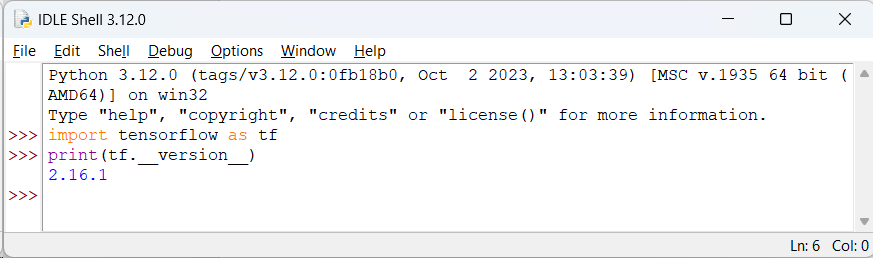 IDLE Shell 3.12.0
File Edit Shell Debug Options Window Help
Python 3.12.0 (tags/v3.12.0:0fb18b0, Oct  2 2023, 13:03:39) [MSC v.1935 64 bit (
AMD64)] on win32
Type "help", "copyright", "credits" or "license()" for more information.
>>> import tensorflow as tf
>>> print(tf.__version__)
2.16.1
>>>
Ln: 6 Col: 0